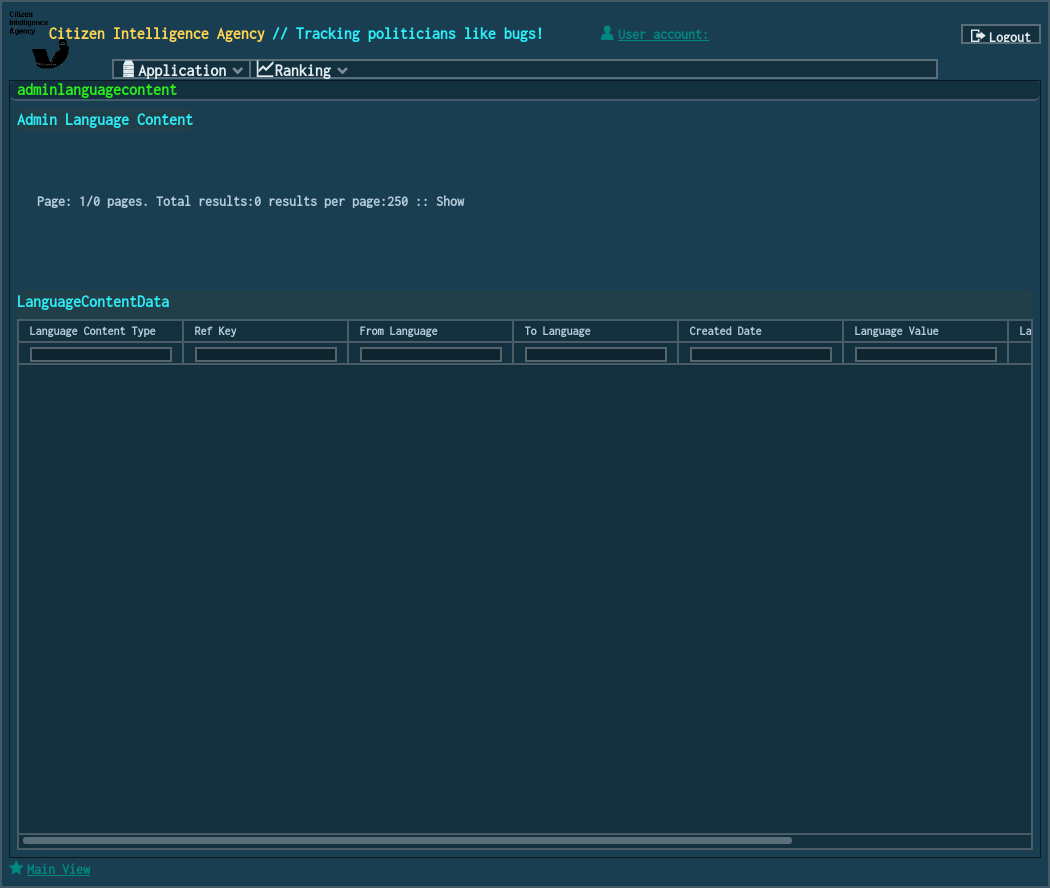 Citizen
Intelligence
Agency
Citizen Intelligence Agency // Tracking politicians like bugs!
User account:
Logout
Application
Ranking
adminlanguagecontent
Admin Language Content
Page: 1/0 pages. Total results:0 results per page:250 :: Show
LanguageContentData
Language Content Type Ref Key From Language To Language Created Date Language Value La
Main View